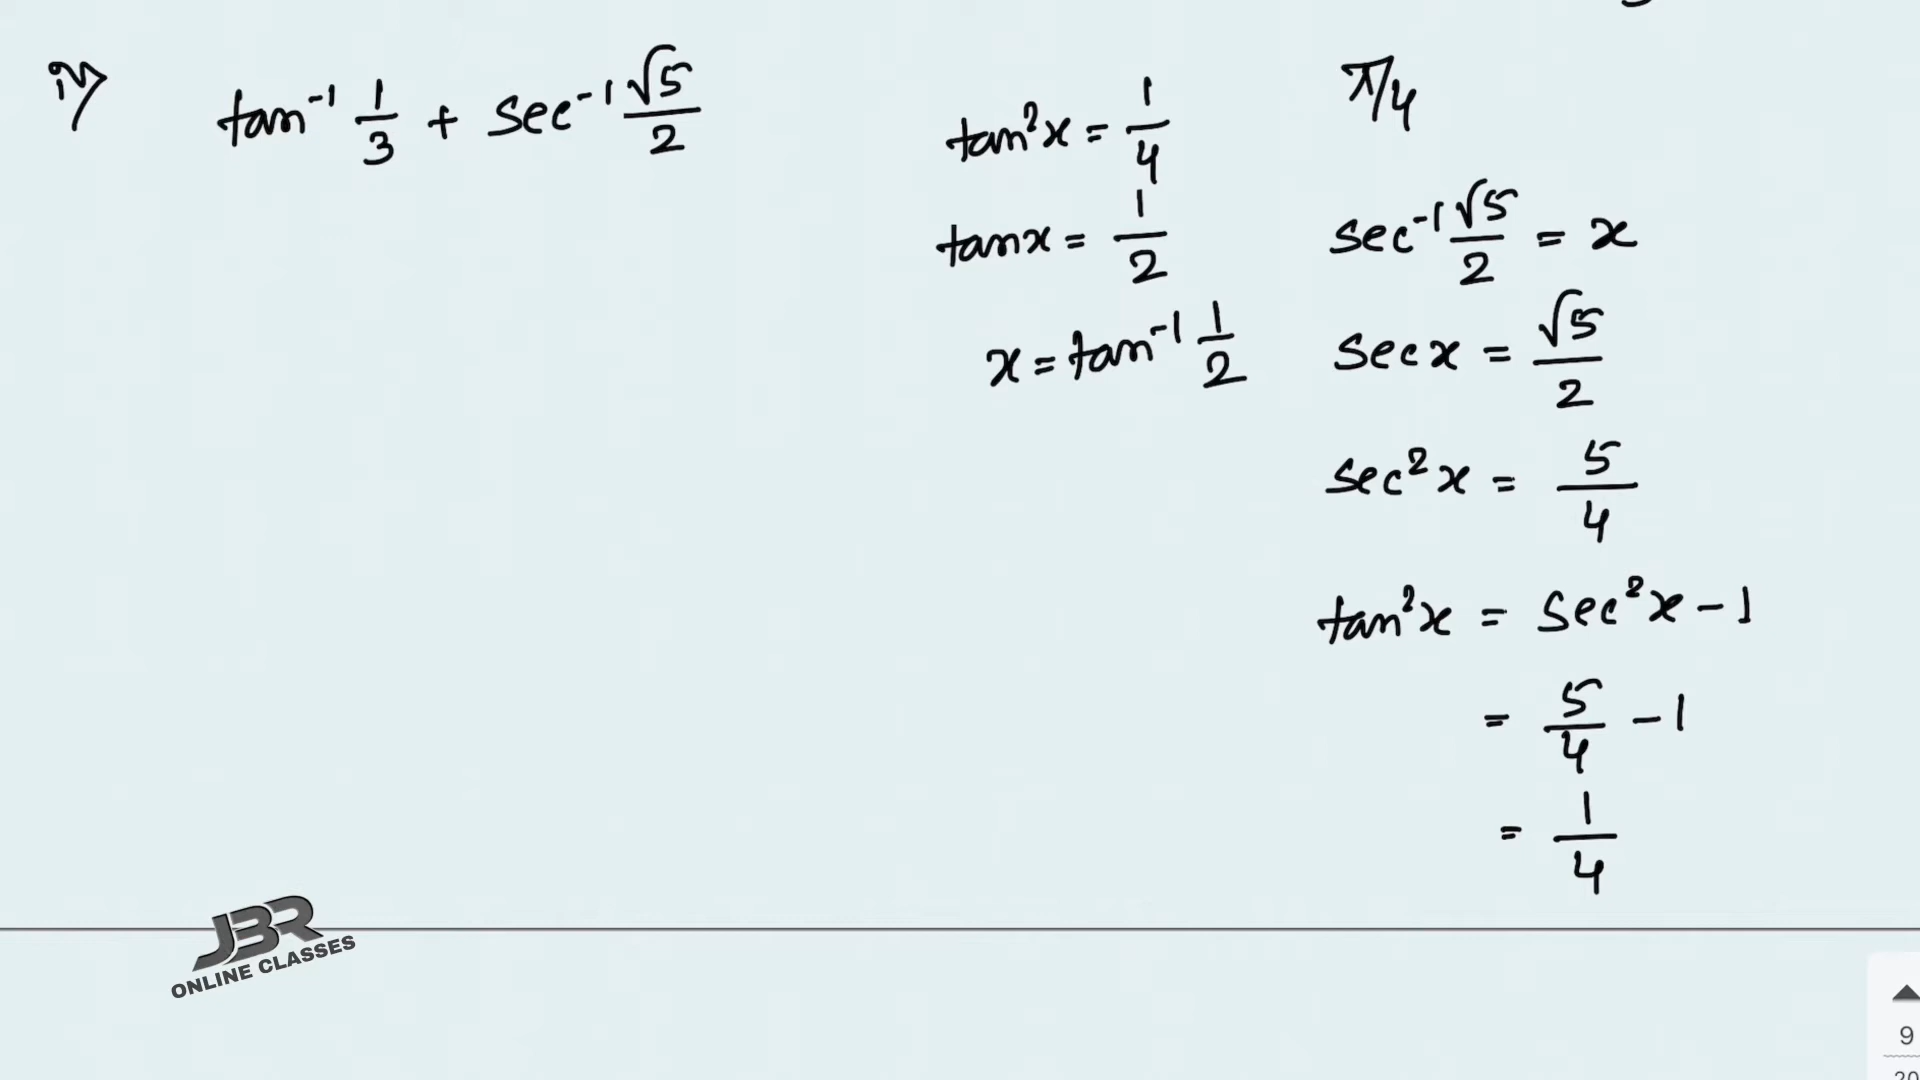 iv) tan⁻¹ 1/3 + sec⁻¹ √5/2
π/4
tan²x = 1/4
tanx = 1/2
x = tan⁻¹ 1/2
sec⁻¹ √5/2 = x
secx = √5/2
sec²x = 5/4
tan²x = sec²x - 1
= 5/4 - 1
= 1/4
JBR
ONLINE CLASSES
9